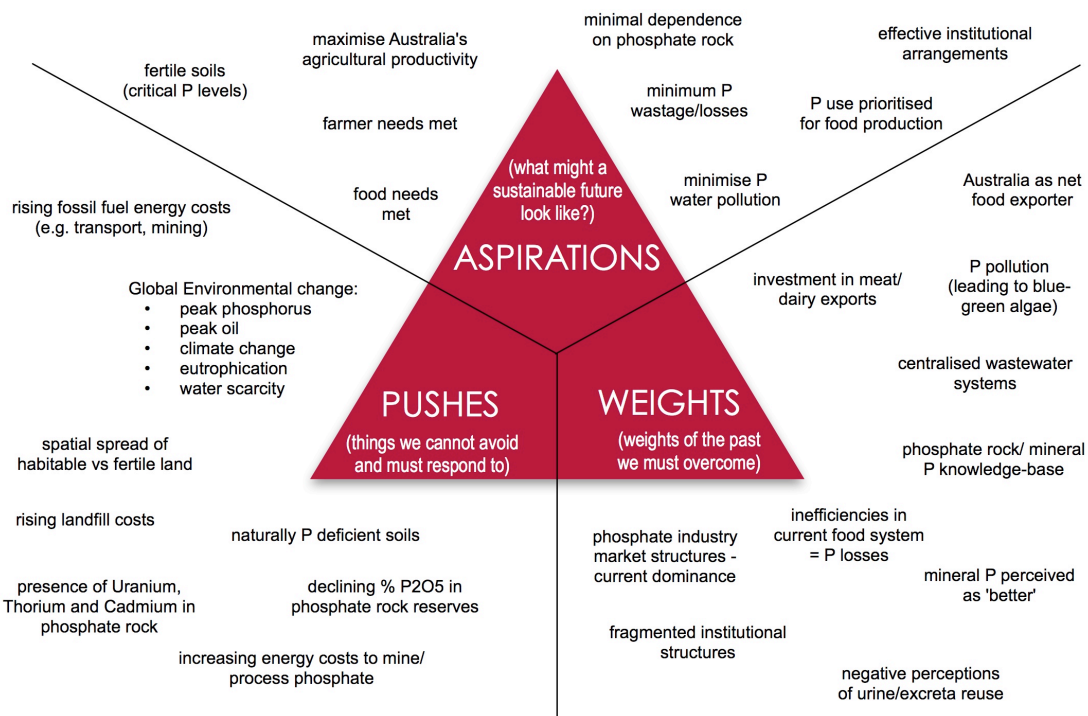 minimal dependence
on phosphate rock
effective institutional
arrangements
maximise Australia's
agricultural productivity
fertile soils
(critical P levels)
minimum P
wastage/losses
P use prioritised
for food production
farmer needs met
food needs
met
minimise P
water pollution
(what might a
sustainable future
look like?)
ASPIRATIONS
Australia as net
food exporter
rising fossil fuel energy costs
(e.g. transport, mining)
investment in meat/
dairy exports
P pollution
(leading to blue-
green algae)
Global Environmental change:
• peak phosphorus
• peak oil
• climate change
• eutrophication
• water scarcity
centralised wastewater
systems
PUSHES
(things we cannot avoid
and must respond to)
WEIGHTS
(weights of the past
we must overcome)
spatial spread of
habitable vs fertile land
phosphate rock/ mineral
P knowledge-base
rising landfill costs
naturally P deficient soils
phosphate industry
market structures -
current dominance
inefficiencies in
current food system
= P losses
presence of Uranium,
Thorium and Cadmium in
phosphate rock
declining % P2O5 in
phosphate rock reserves
mineral P perceived
as 'better'
fragmented institutional
structures
increasing energy costs to mine/
process phosphate
negative perceptions
of urine/excreta reuse